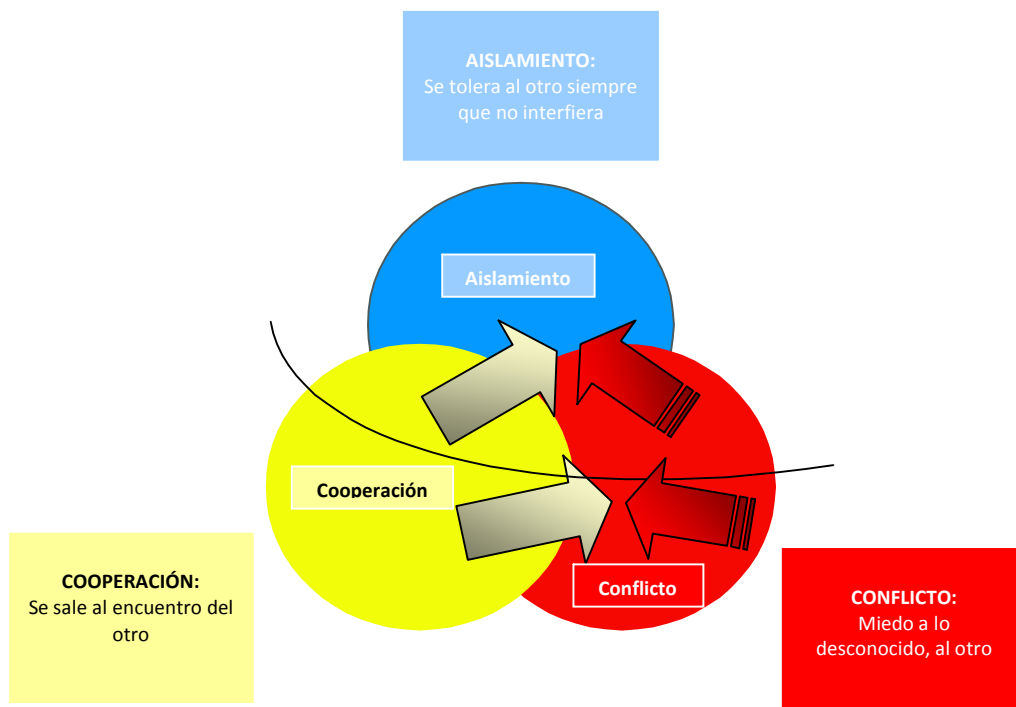 AISLAMIENTO:
Se tolera al otro siempre
que no interfiera
Aislamiento
Cooperación
Conflicto
COOPERACIÓN:
Se sale al encuentro del
otro
CONFLICTO:
Miedo a lo
desconocido, al otro